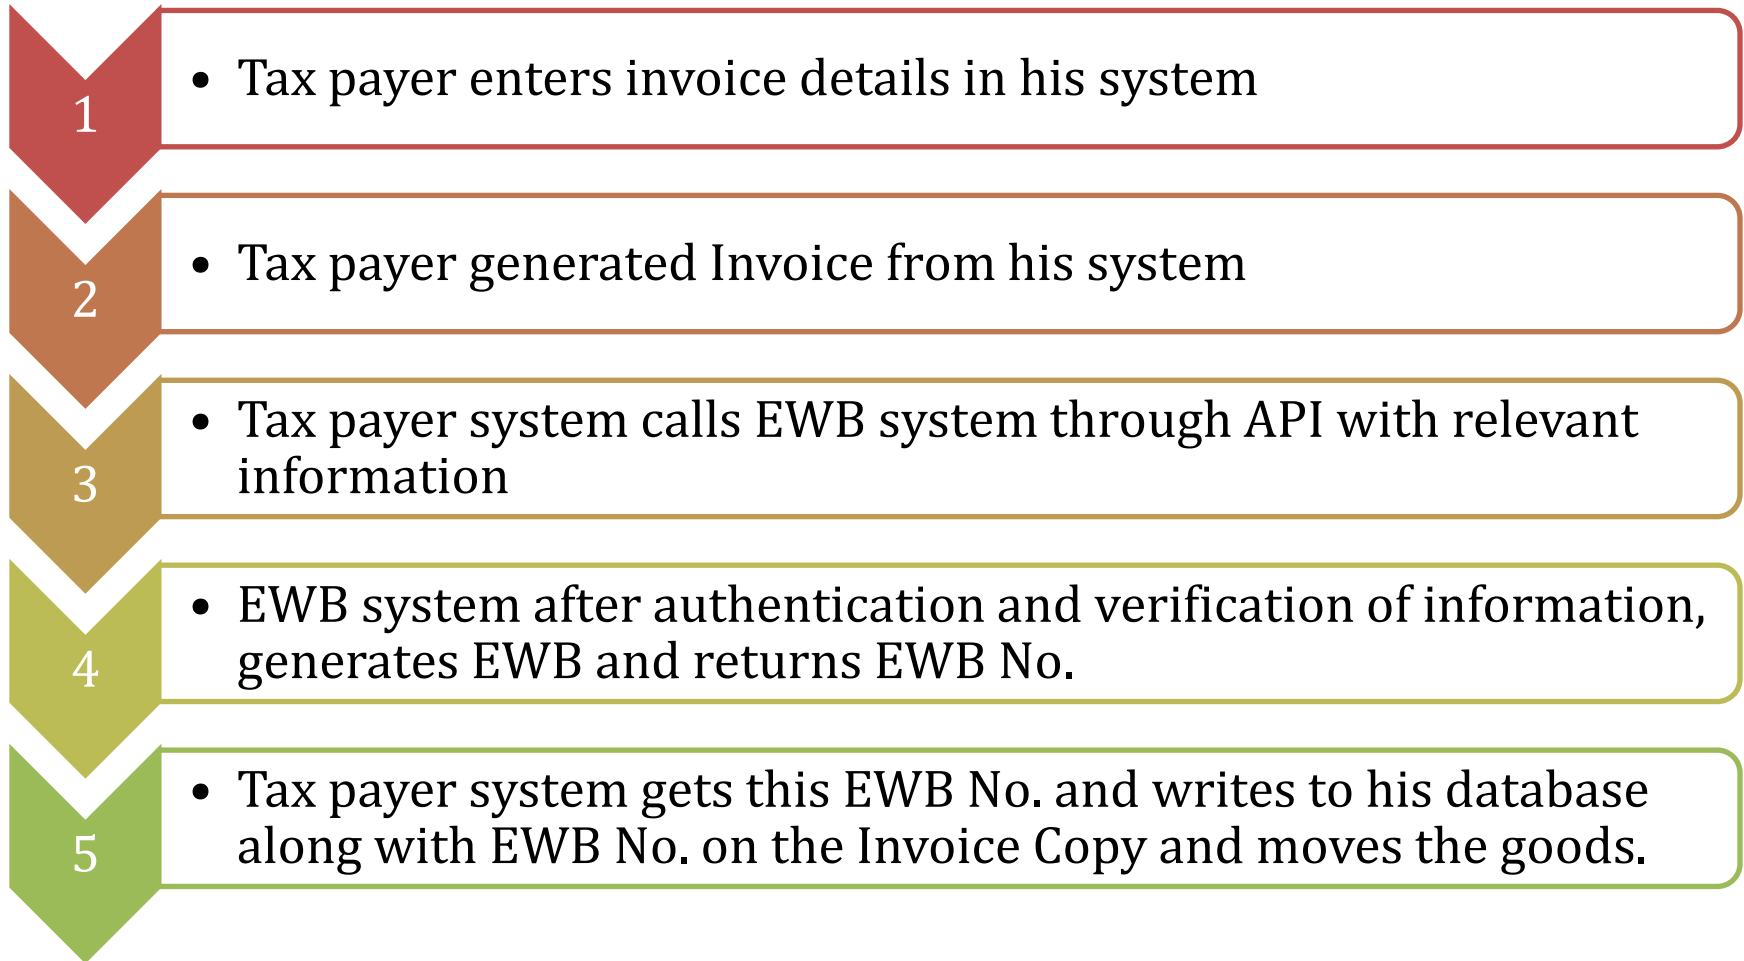 1
• Tax payer enters invoice details in his system
2
• Tax payer generated Invoice from his system
3
• Tax payer system calls EWB system through API with relevant
information
4
• EWB system after authentication and verification of information,
generates EWB and returns EWB No.
5
• Tax payer system gets this EWB No. and writes to his database
along with EWB No. on the Invoice Copy and moves the goods.